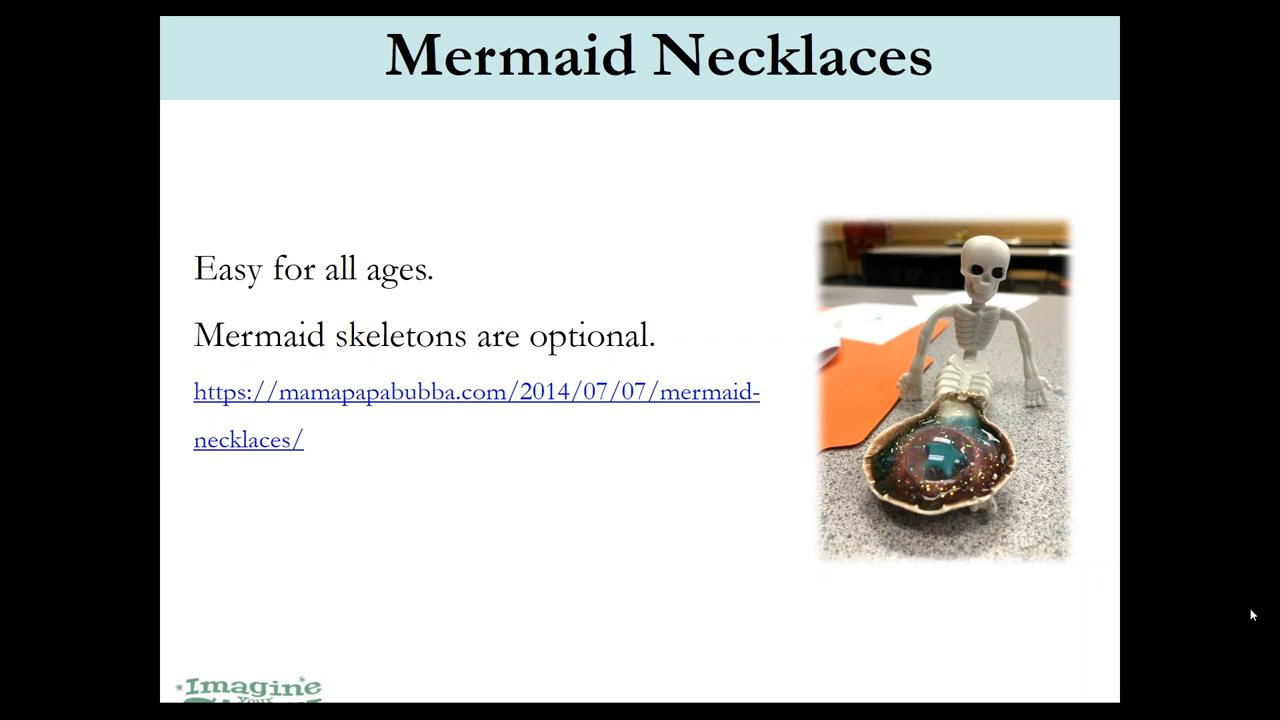 Mermaid Necklaces
Easy for all ages.
Mermaid skeletons are optional.
https://mamapapabubba.com/2014/07/07/mermaid-
necklaces/
Imagine
YOUR